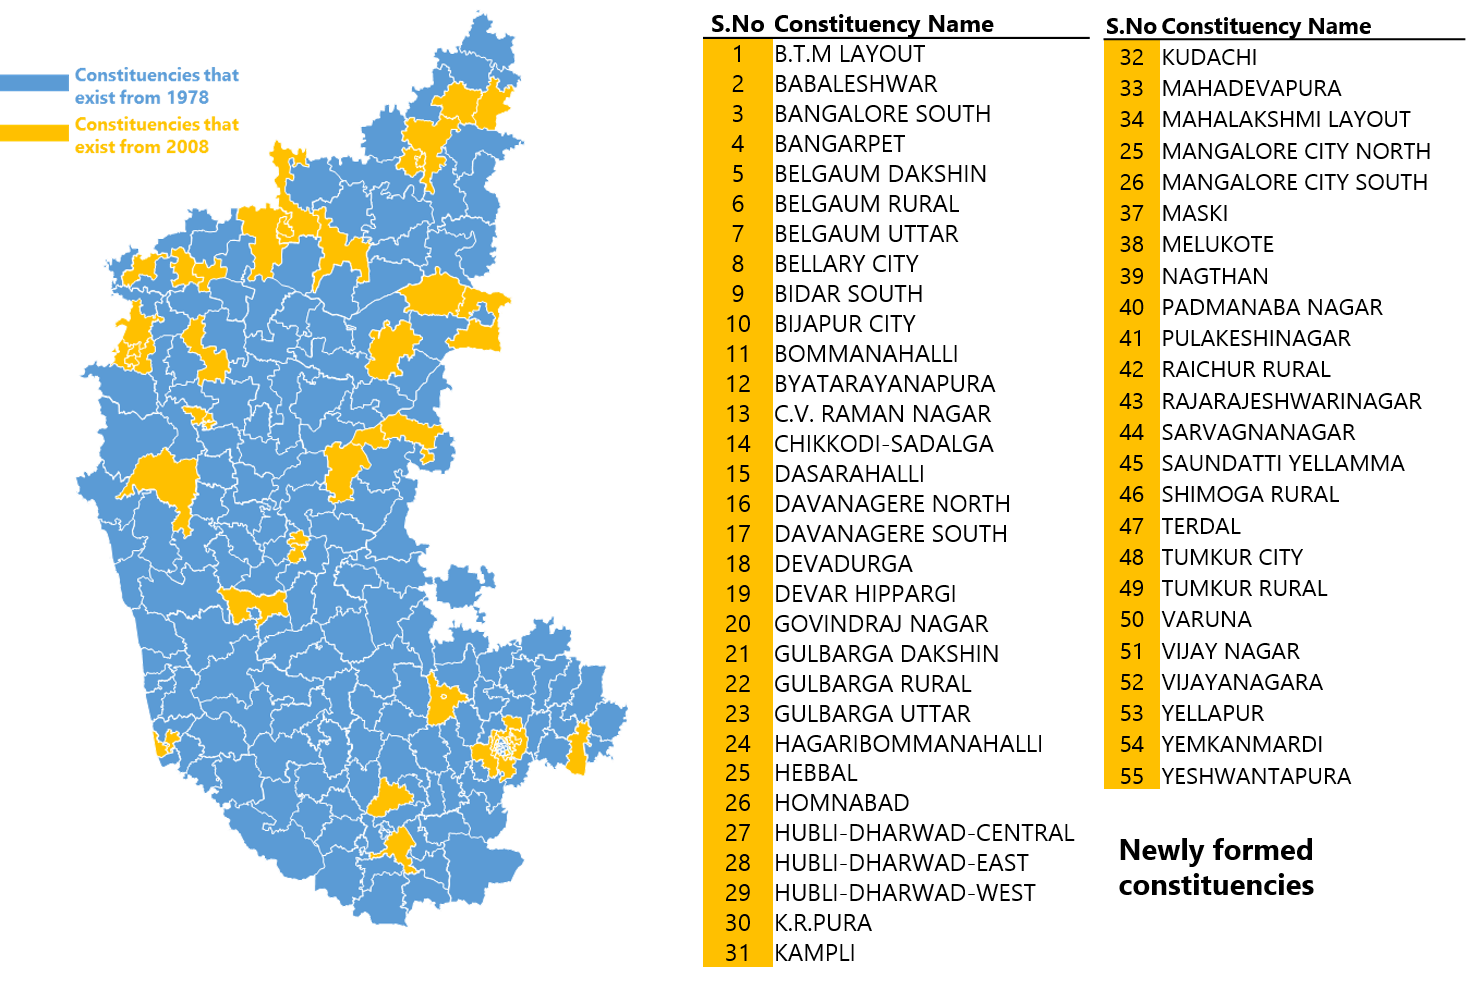 Constituencies that
exist from 1978
Constituencies that
exist from 2008
S.No Constituency Name
1 B.T.M LAYOUT
2 BABALESHWAR
3 BANGALORE SOUTH
4 BANGARPET
5 BELGAUM DAKSHIN
6 BELGAUM RURAL
7 BELGAUM UTTAR
8 BELLARY CITY
9 BIDAR SOUTH
10 BIJAPUR CITY
11 BOMMANAHALLI
12 BYATARAYANAPURA
13 C.V. RAMAN NAGAR
14 CHIKKODI-SADALGA
15 DASARAHALLI
16 DAVANAGERE NORTH
17 DAVANAGERE SOUTH
18 DEVADURGA
19 DEVAR HIPPARGI
20 GOVINDRAJ NAGAR
21 GULBARGA DAKSHIN
22 GULBARGA RURAL
23 GULBARGA UTTAR
24 HAGARIBOMMANAHALLI
25 HEBBAL
26 HOMNABAD
27 HUBLI-DHARWAD-CENTRAL
28 HUBLI-DHARWAD-EAST
29 HUBLI-DHARWAD-WEST
30 K.R.PURA
31 KAMPLI
S.No Constituency Name
32 KUDACHI
33 MAHADEVAPURA
34 MAHALAKSHMI LAYOUT
25 MANGALORE CITY NORTH
26 MANGALORE CITY SOUTH
37 MASKI
38 MELUKOTE
39 NAGTHAN
40 PADMANABA NAGAR
41 PULAKESHINAGAR
42 RAICHUR RURAL
43 RAJARAJESHWARINAGAR
44 SARVAGNANAGAR
45 SAUNDATTI YELLAMMA
46 SHIMOGA RURAL
47 TERDAL
48 TUMKUR CITY
49 TUMKUR RURAL
50 VARUNA
51 VIJAY NAGAR
52 VIJAYANAGARA
53 YELLAPUR
54 YEMKANMARDI
55 YESHWANTAPURA
Newly formed
constituencies